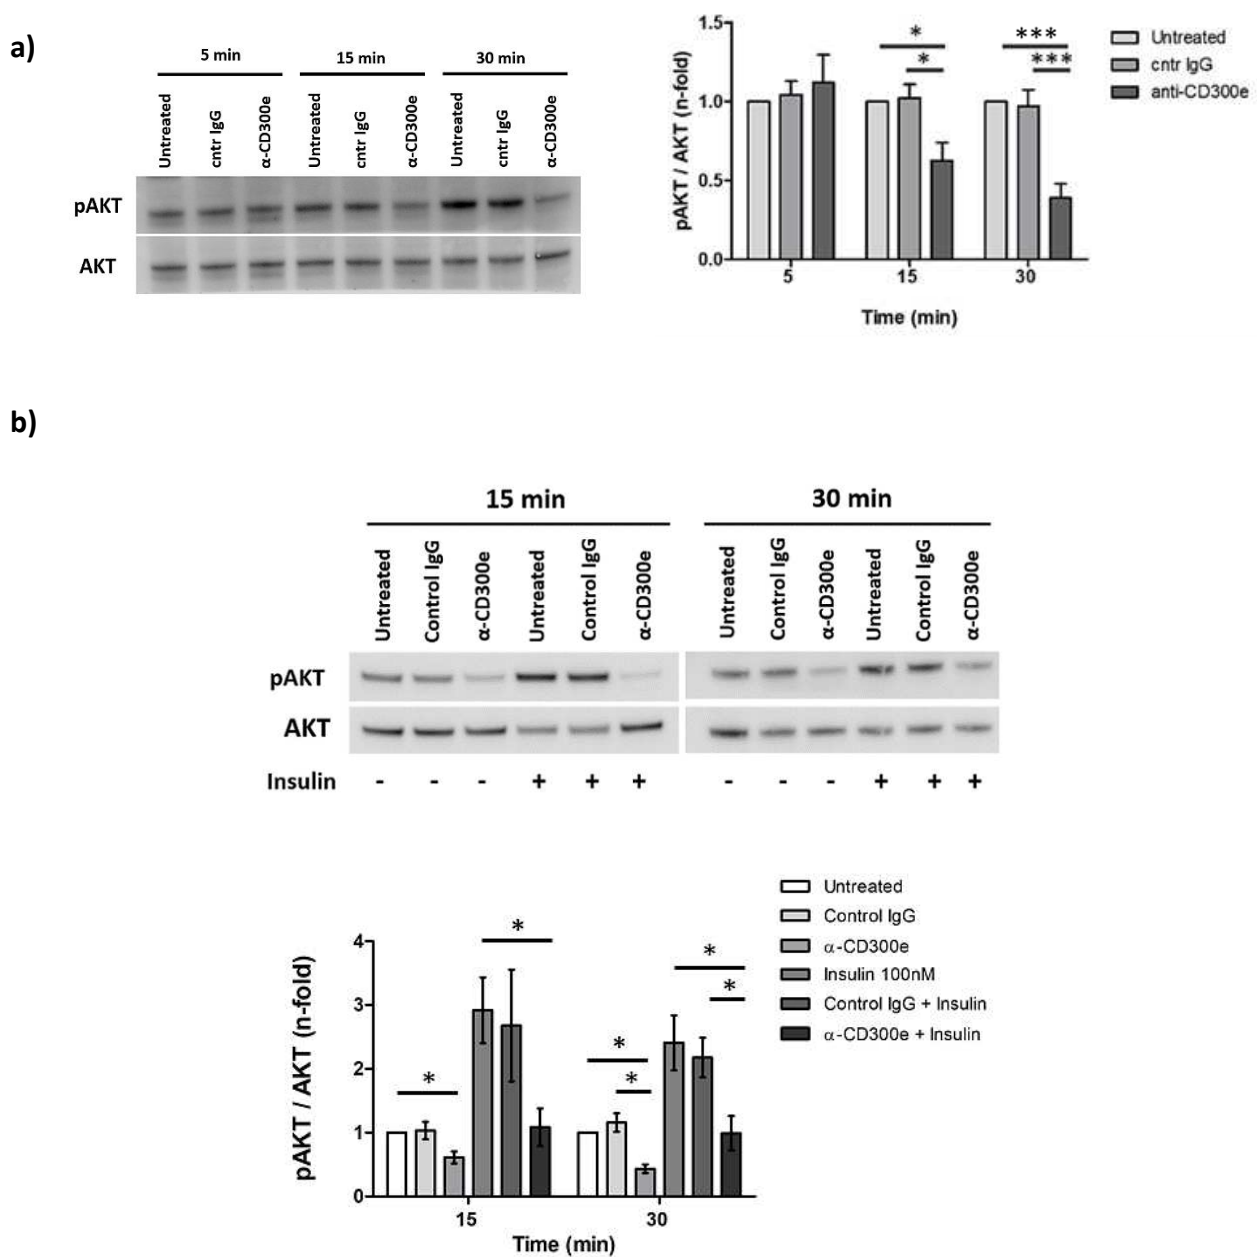 a)
5 min 15 min 30 min
Untreated cntr IgG α-CD300e Untreated cntr IgG α-CD300e Untreated cntr IgG α-CD300e
pAKT
AKT
1.5
1.0
0.5
0.0
pAKT / AKT (n-fold)
* *** 
* ***
5 15 30
Time (min)
Untreated
cntr IgG
anti-CD300e
b)
15 min 30 min
Untreated Control IgG α-CD300e Untreated Control IgG α-CD300e Untreated Control IgG α-CD300e Untreated Control IgG α-CD300e
pAKT
AKT
Insulin - - - + + + - - - + + +
Untreated
Control IgG
α-CD300e
Insulin 100nM
Control IgG + Insulin
α-CD300e + Insulin
4
3
2
1
0
pAKT / AKT (n-fold)
* * * * * *
15 30
Time (min)